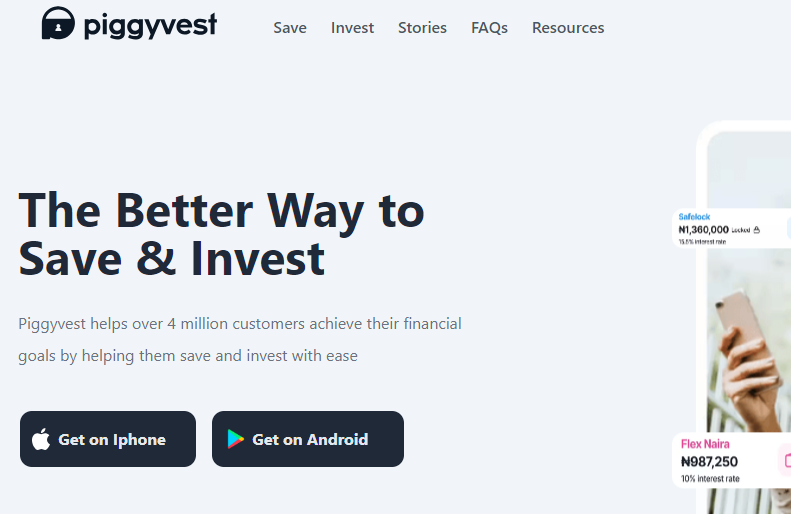 piggyvest
Save Invest Stories FAQs Resources
The Better Way to
Save & Invest
Piggyvest helps over 4 million customers achieve their financial
goals by helping them save and invest with ease
Get on Iphone
Get on Android
Safelock
₦1,360,000 Locked
15.5% interest rate
Flex Naira
₦987,250
10% interest rate